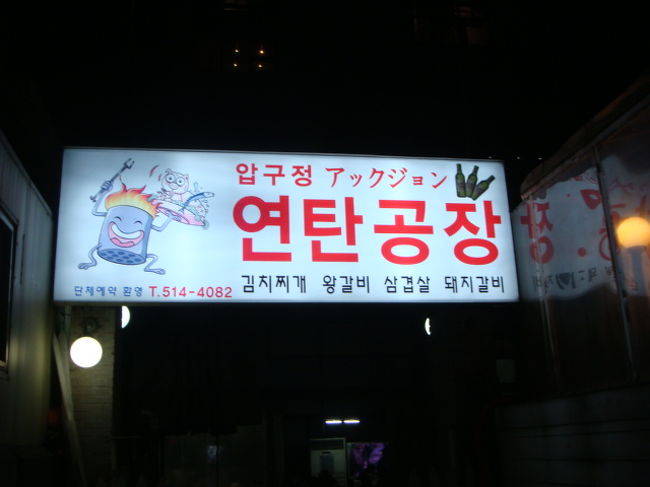 압구정 アックジョン
연탄공장
김치찌개 왕갈비 삼겹살 돼지갈비
단체예약 환영 T.514-4082